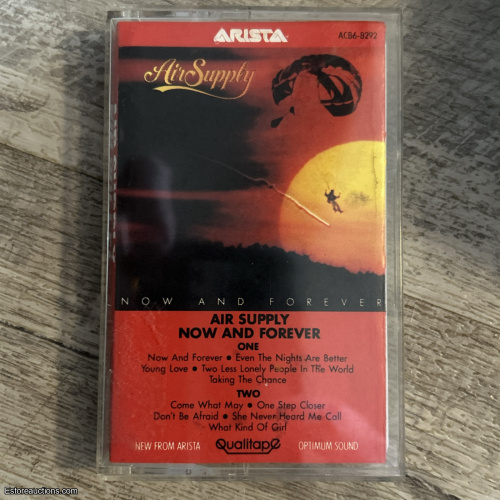 ARISTA
AC86-8292
Air Supply
NOW AND FOREVER
AIR SUPPLY
NOW AND FOREVER
ONE
Now And Forever • Even The Nights Are Better
Young Love • Two Less Lonely People In The World
Taking The Chance
TWO
Come What May • One Step Closer
Don't Be Afraid • She Never Heard Me Call
What Kind Of Girl
NEW FROM ARISTA Qualitape OPTIMUM SOUND
Estoreauctions.com